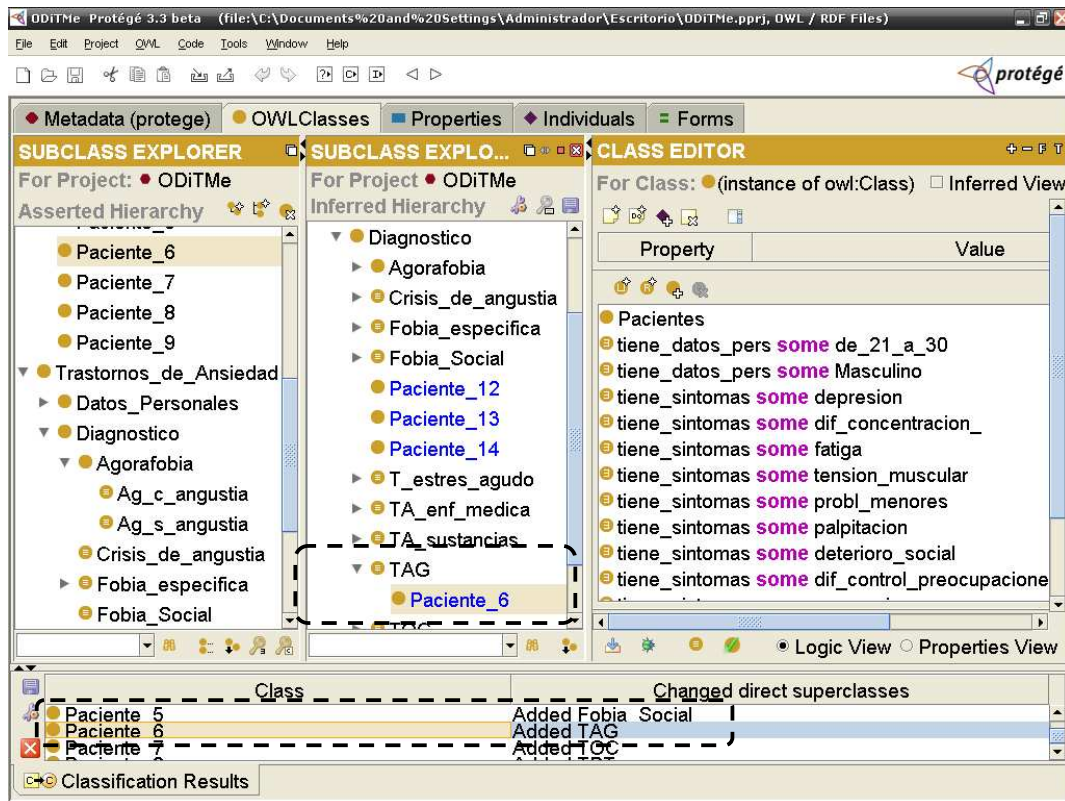 ODiTMe Protégé 3.3 beta (file:\C:\Documents%20and%20Settings\Administrador\Escritorio\ODiTMe.pprj, OWL / RDF Files)
File Edit Project OWL Code Tools Window Help
protégé
Metadata (protege) OWLClasses Properties Individuals Forms
SUBCLASS EXPLORER
For Project: ODiTMe
Asserted Hierarchy
Paciente_6
Paciente_7
Paciente_8
Paciente_9
Trastornos_de_Ansiedad
Datos_Personales
Diagnostico
Agorafobia
Ag_c_angustia
Ag_s_angustia
Crisis_de_angustia
Fobia_especifica
Fobia_Social
SUBCLASS EXPLO...
For Project ODiTMe
Inferred Hierarchy
Diagnostico
Agorafobia
Crisis_de_angustia
Fobia_especifica
Fobia_Social
Paciente_12
Paciente_13
Paciente_14
T_estres_agudo
TA_enf_medica
TA_sustancias
TAG
Paciente_6
TOC
CLASS EDITOR
For Class: (instance of owl:Class) Inferred View
Property Value
Pacientes
tiene_datos_pers some de_21_a_30
tiene_datos_pers some Masculino
tiene_sintomas some depresion
tiene_sintomas some dif_concentracion_
tiene_sintomas some fatiga
tiene_sintomas some tension_muscular
tiene_sintomas some probl_menores
tiene_sintomas some palpitacion
tiene_sintomas some deterioro_social
tiene_sintomas some dif_control_preocupacione
Logic View Properties View
Class Changed direct superclasses
Paciente_5 Added Fobia_Social
Paciente_6 Added TAG
Paciente_7 Added TOC
Classification Results